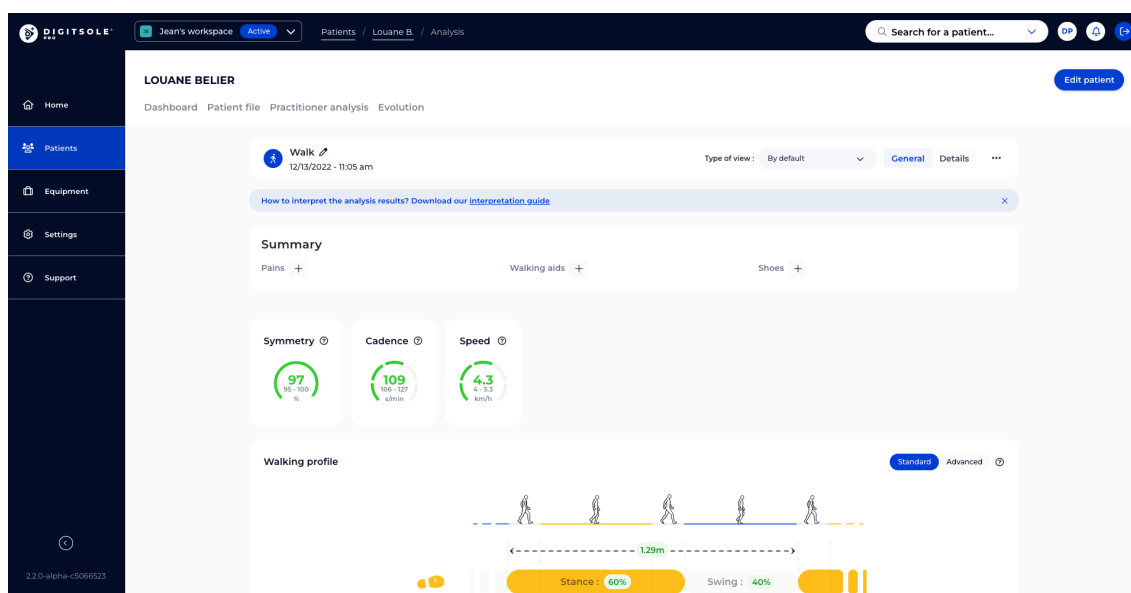 DIGITSOLE®
PRO
Jean's workspace Active
Patients / Louane B. / Analysis
Search for a patient...
DP
LOUANE BELIER
Edit patient
Dashboard Patient file Practitioner analysis Evolution
Home
Patients
Equipment
Settings
Support
2.2.0-alpha-c5066523
Walk
12/13/2022 - 11:05 am
Type of view : By default
General Details
How to interpret the analysis results? Download our interpretation guide
Summary
Pains + Walking aids + Shoes +
Symmetry
97
95 - 100
%
Cadence
109
106 - 127
s/min
Speed
4.3
4 - 5.3
km/h
Walking profile
Standard Advanced
1.29m
L
Stance : 60% Swing : 40%